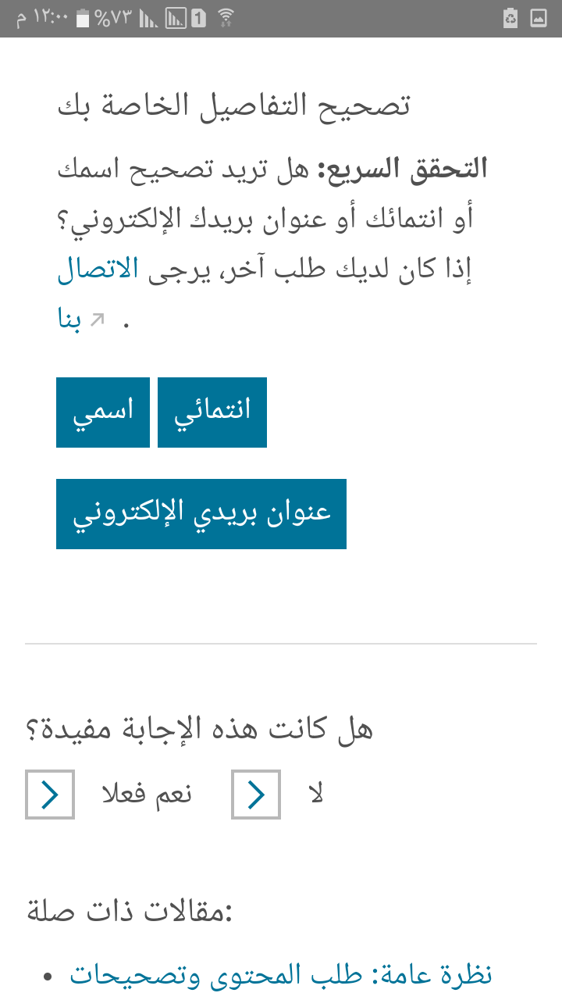 ١٢:٠٠ م
%٧٣
1
تصحيح التفاصيل الخاصة بك
التحقق السريع: هل تريد تصحيح اسمك
أو انتمائك أو عنوان بريدك الإلكتروني؟
إذا كان لديك طلب آخر، يرجى الاتصال
بنا .
اسمي
انتمائي
عنوان بريدي الإلكتروني
هل كانت هذه الإجابة مفيدة؟
نعم فعلا
لا
مقالات ذات صلة:
نظرة عامة: طلب المحتوى وتصحيحات